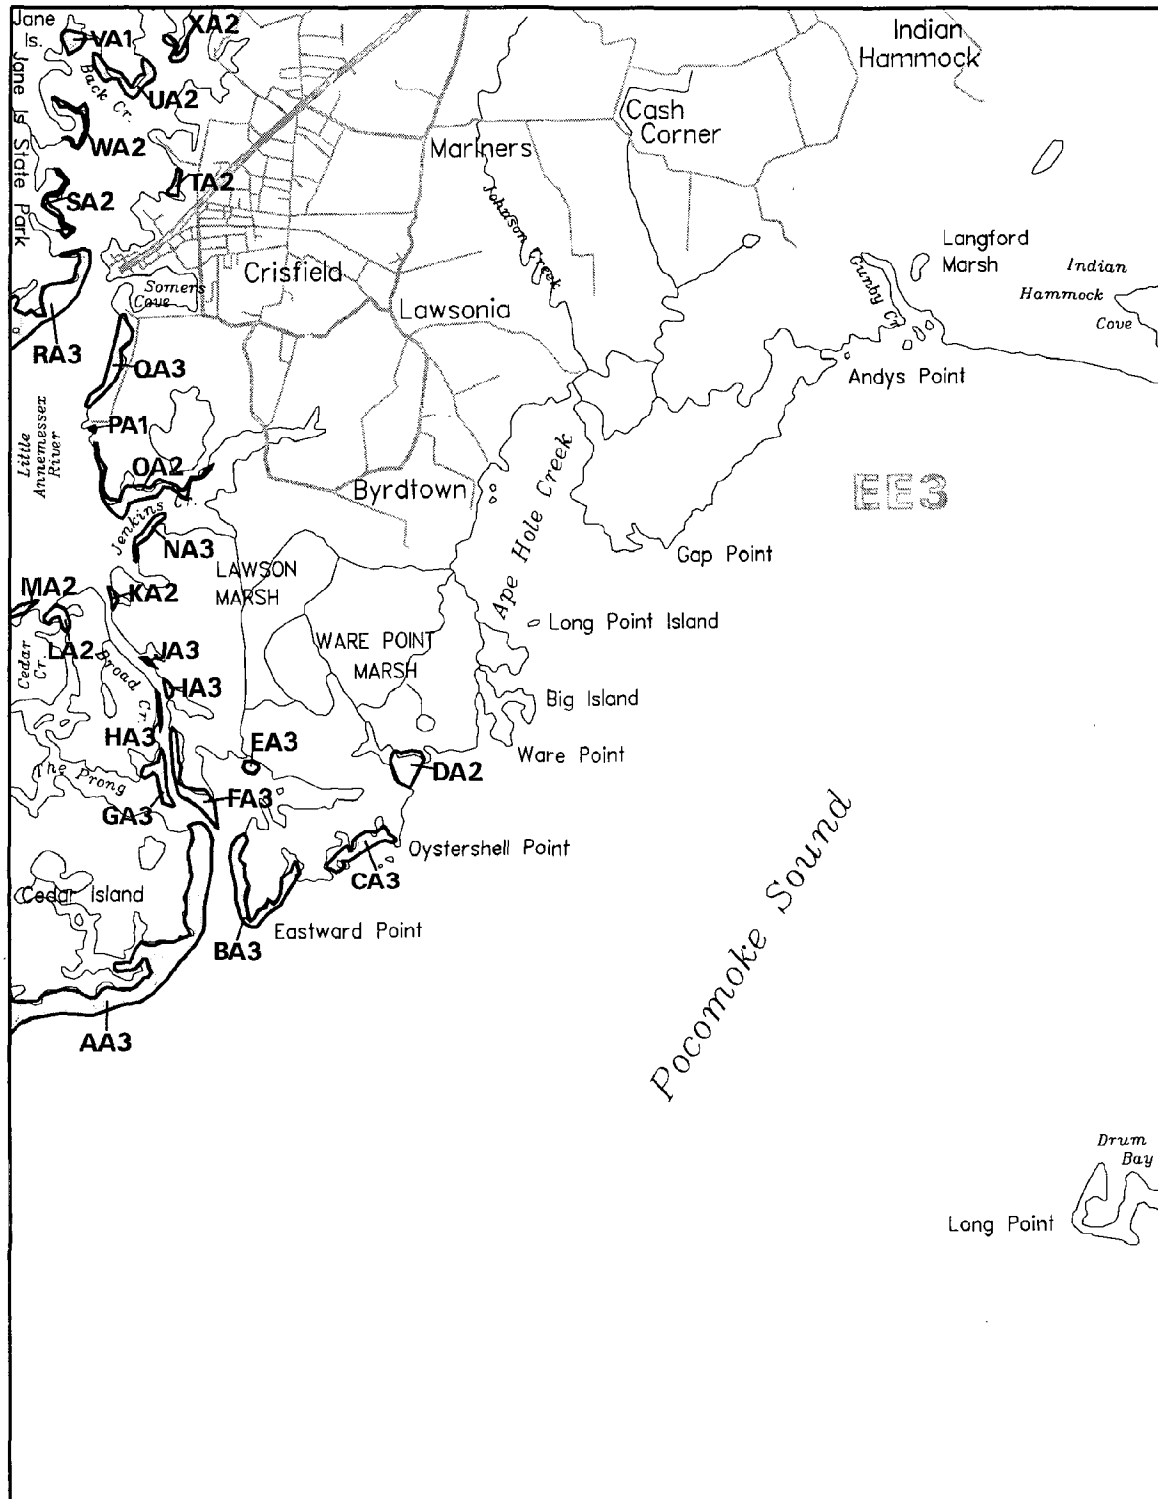 Jane
Is.
VA1
XA2
Indian
Hammock
Back Cr.
UA2
Jane Is State Park
WA2
Cash
Corner
Mariners
TA2
SA2
Johnson Creek
Langford
Marsh
Indian
Hammock
Cove
Gunby Cr.
Crisfield
Somers
Cove
Lawsonia
RA3
QA3
Andys Point
Little
Annemessex
River
PA1
OA2
Byrdtown
EE3
Jenkins Cr.
Ape Hole Creek
NA3
Gap Point
LAWSON
MARSH
MA2
KA2
Long Point Island
WARE POINT
MARSH
Cedar
Cr.
LA2
Broad Cr.
JA3
IA3
Big Island
HA3
EA3
Ware Point
The Prong
DA2
GA3
FA3
Oystershell Point
CA3
Cedar Island
Eastward Point
BA3
Pocomoke Sound
AA3
Drum
Bay
Long Point